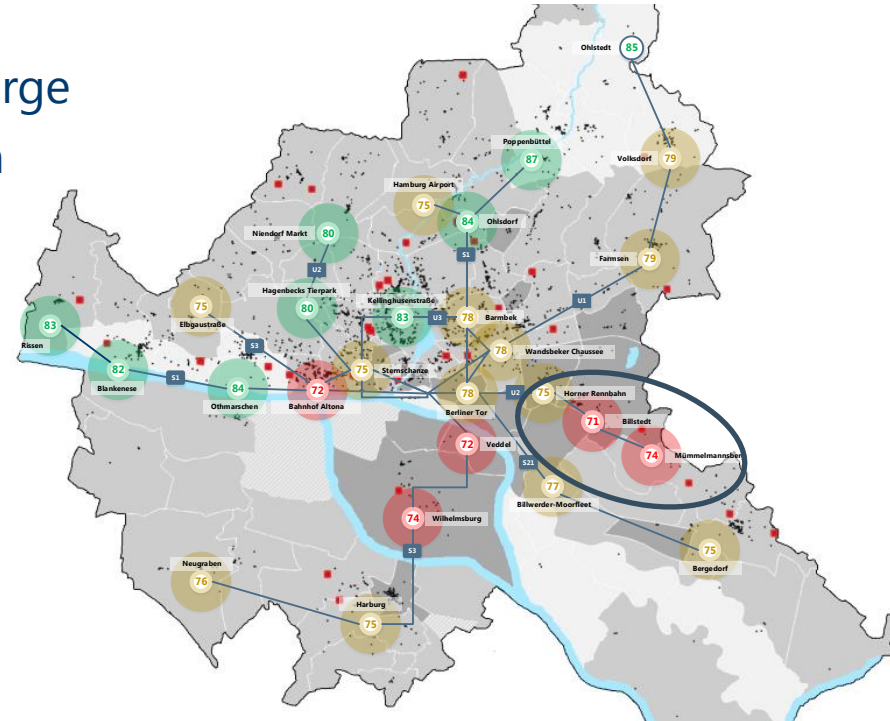 rge
Ohlstedt 85
Poppenbüttel
87
Volksdorf 79
Hamburg Airport
75
Niendorf Markt 80
84 Ohlsdorf
S1
Farmsen 79
U2
Hagenbecks Tierpark
80
Kellinghusenstraße
83
U3
78 Barmbek
U1
75
Elbgaustraße
83
Rissen
S3
78 Wandsbeker Chaussee
82
Blankenese
S1
84
Othmarschen
72
Bahnhof Altona
75 Sternschanze
78
Berliner Tor
U2
75 Horner Rennbahn
71 Billstedt
74 Mümmelmannsber
72 Veddel
S21
77
Billwerder-Moorfleet
74 Wilhelmsburg
S3
75
Bergedorf
Neugraben
76
Harburg
75